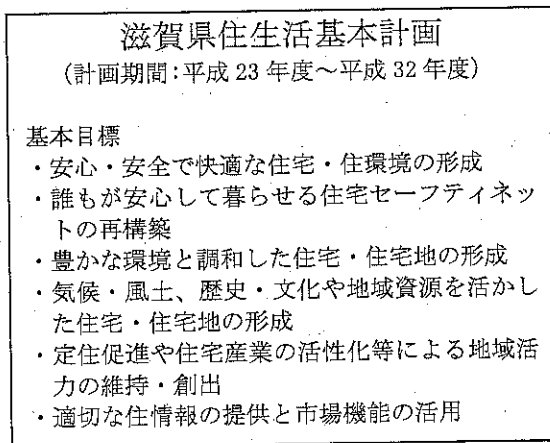 滋賀県住生活基本計画
(計画期間:平成 23 年度~平成 32 年度)
基本目標
・安心・安全で快適な住宅・住環境の形成
・誰もが安心して暮らせる住宅セーフティネッ
トの再構築
・豊かな環境と調和した住宅・住宅地の形成
・気候・風土、歴史・文化や地域資源を活かし
た住宅・住宅地の形成
・定住促進や住宅産業の活性化等による地域活
力の維持・創出
・適切な住情報の提供と市場機能の活用